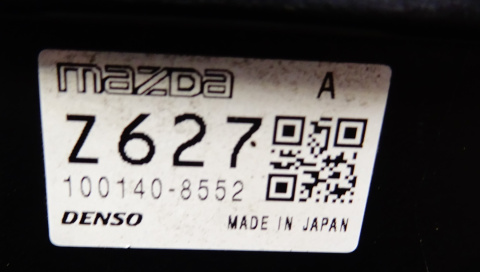 mazda A
Z627
100140-8552
DENSO MADE IN JAPAN